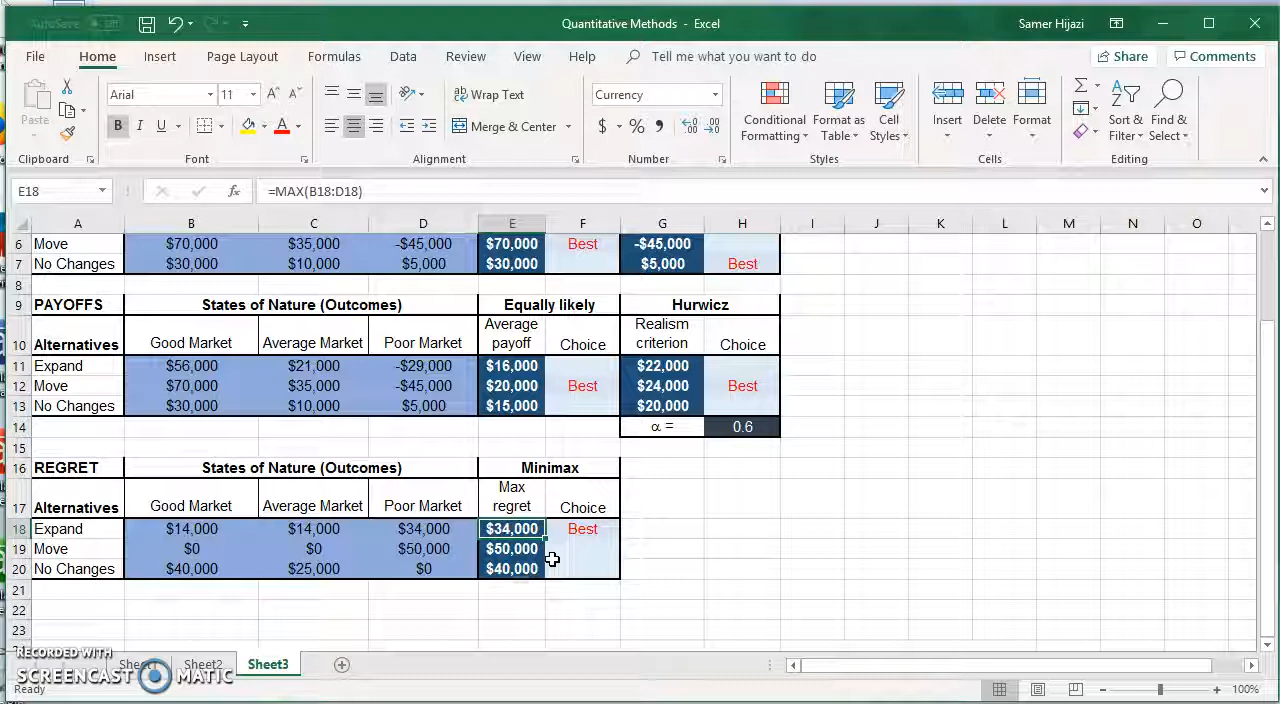 AutoSave Off Quantitative Methods - Excel Samer Hijazi
File Home Insert Page Layout Formulas Data Review View Help Tell me what you want to do Share Comments
Paste Arial 11 A A Wrap Text Currency Conditional Formatting Format as Table Cell Styles Insert Delete Format Sort & Filter Find & Select
B I U A Merge & Center $ % ,
Clipboard Font Alignment Number Styles Cells Editing
E18 fx =MAX(B18:D18)
A B C D E F G H I J K L M N O
6 Move $70,000 $35,000 -$45,000 $70,000 Best -$45,000
7 No Changes $30,000 $10,000 $5,000 $30,000 $5,000 Best
8
9 PAYOFFS States of Nature (Outcomes) Equally likely Hurwicz
10 Alternatives Good Market Average Market Poor Market Average payoff Choice Realism criterion Choice
11 Expand $56,000 $21,000 -$29,000 $16,000 $22,000
12 Move $70,000 $35,000 -$45,000 $20,000 Best $24,000 Best
13 No Changes $30,000 $10,000 $5,000 $15,000 $20,000
14 α = 0.6
15
16 REGRET States of Nature (Outcomes) Minimax
17 Alternatives Good Market Average Market Poor Market Max regret Choice
18 Expand $14,000 $14,000 $34,000 $34,000 Best
19 Move $0 $0 $50,000 $50,000
20 No Changes $40,000 $25,000 $0 $40,000
21
22
23
RECORDED WITH
SCREENCAST MATIC
Sheet2 Sheet3
Ready 100%